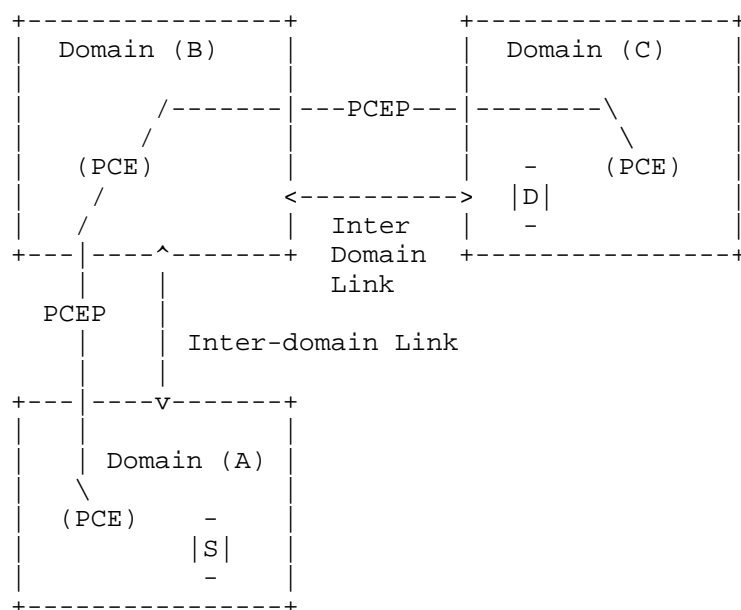 Domain (B) Domain (C)
PCEP
(PCE) (PCE)
|D|
Inter
Domain
Link
PCEP
Inter-domain Link
Domain (A)
(PCE)
|S|